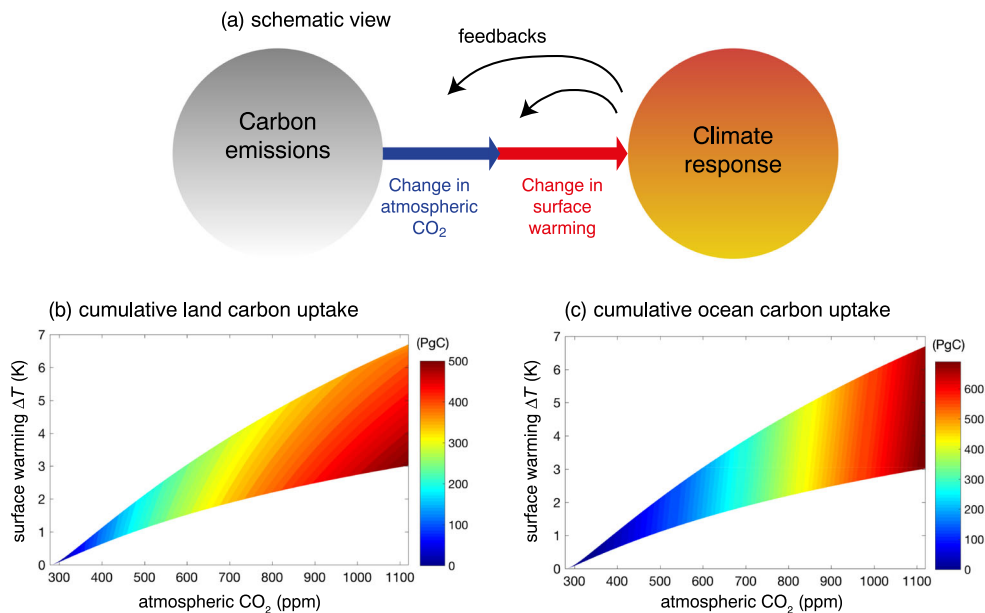 (a) schematic view
feedbacks
Carbon
emissions
Climate
response
Change in
atmospheric
CO₂
Change in
surface
warming
(b) cumulative land carbon uptake
(PgC)
7
6
5
4
3
2
1
0
surface warming ΔT (K)
300 400 500 600 700 800 900 1000 1100
atmospheric CO₂ (ppm)
500
400
300
200
100
0
(c) cumulative ocean carbon uptake
(PgC)
7
6
5
4
3
2
1
0
surface warming ΔT (K)
300 400 500 600 700 800 900 1000 1100
atmospheric CO₂ (ppm)
600
500
400
300
200
100
0